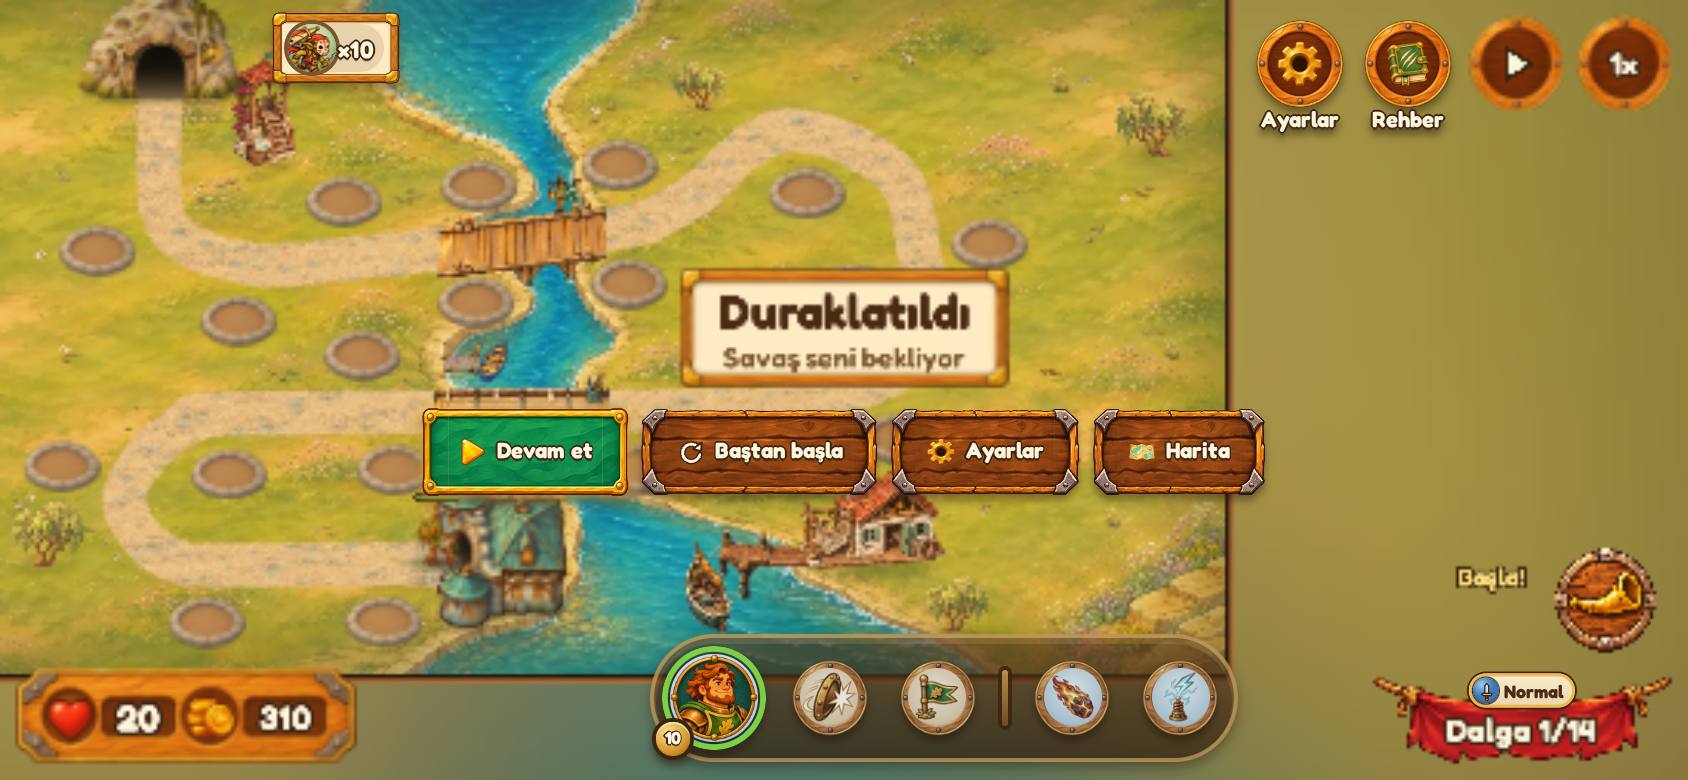 x10
1x
Ayarlar
Rehber
Duraklatıldı
Savaş seni bekliyor
Devam et
Baştan başla
Ayarlar
Harita
Başla!
20
310
10
Normal
Dalga 1/14